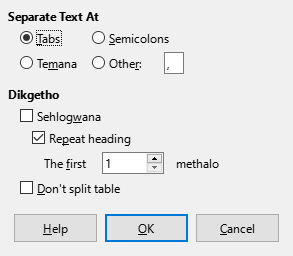 Separate Text At
Tabs Semicolons
Temana Other: ,
Dikgetho
Sehlogwana
Repeat heading
The first 1 methalo
Don't split table
Help OK Cancel